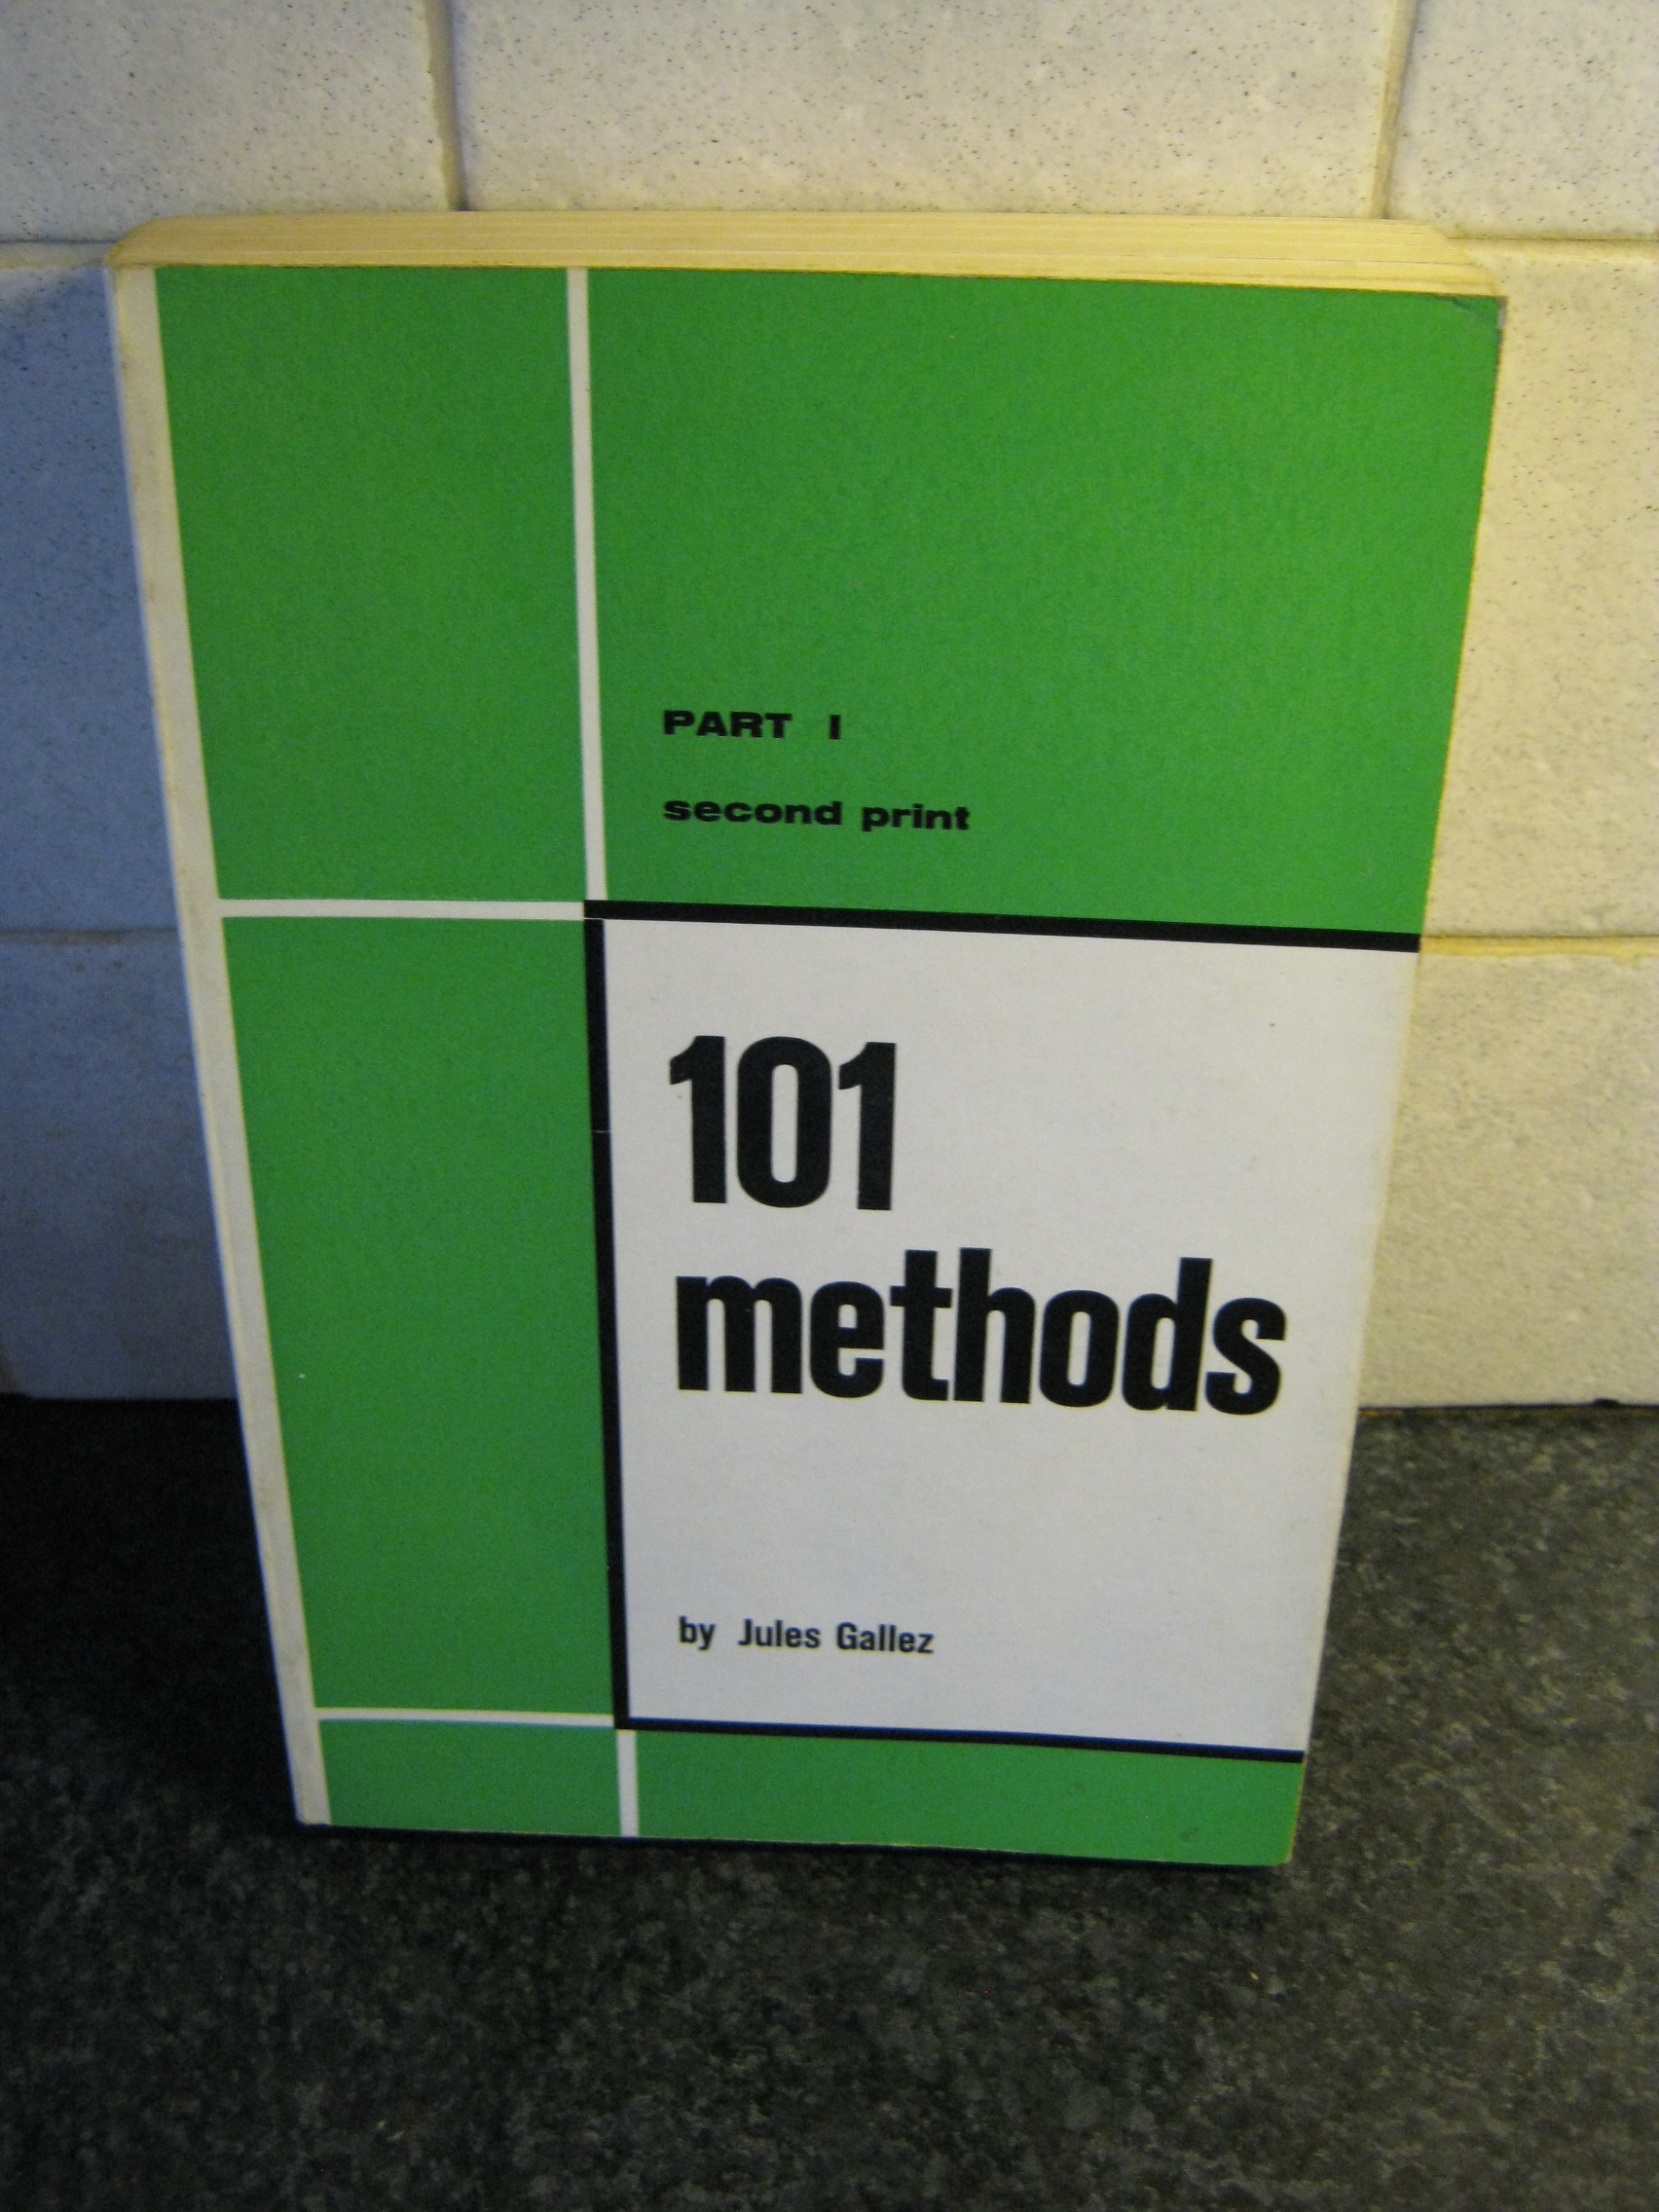 PART I
second print
101
methods
by Jules Gallez